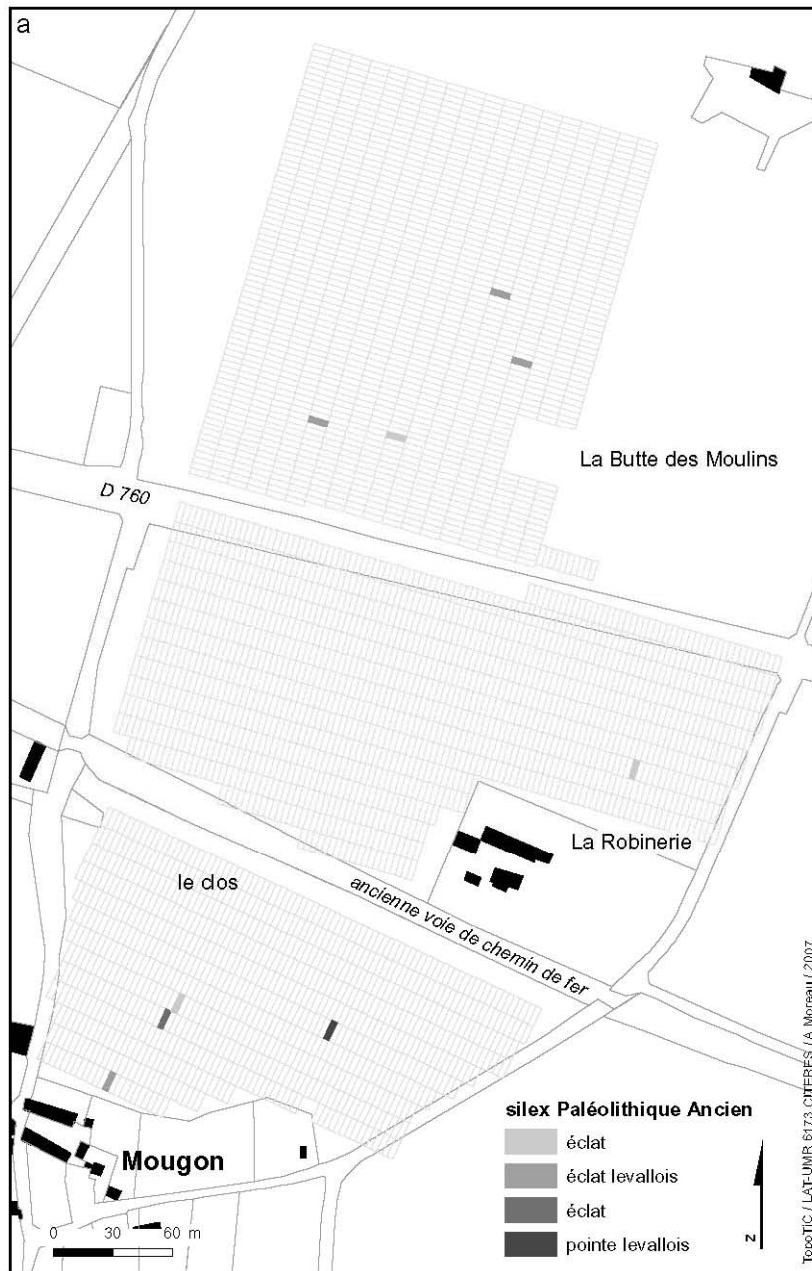 a
La Butte des Moulins
D 760
La Robinerie
le clos
ancienne voie de chemin de fer
Mougon
silex Paléolithique Ancien
éclat
éclat levallois
éclat
pointe levallois
0 30 60 m
N
TopoTIC / LAT-UMR 6173 CITERES / A. Moreau / 2007